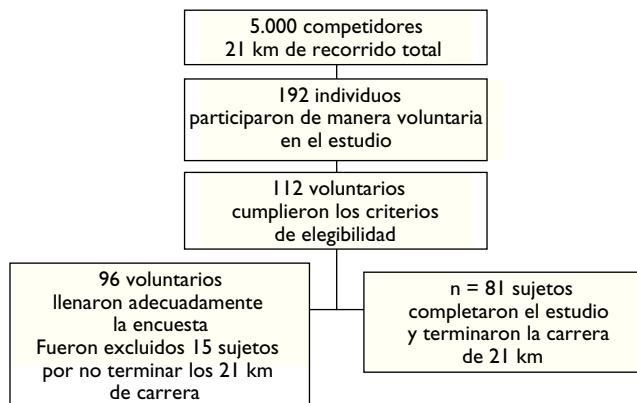 5.000 competidores
21 km de recorrido total
192 individuos
participaron de manera voluntaria
en el estudio
112 voluntarios
cumplieron los criterios
de elegibilidad
96 voluntarios
llenaron adecuadamente
la encuesta
Fueron excluidos 15 sujetos
por no terminar los 21 km
de carrera
n = 81 sujetos
completaron el estudio
y terminaron la carrera
de 21 km